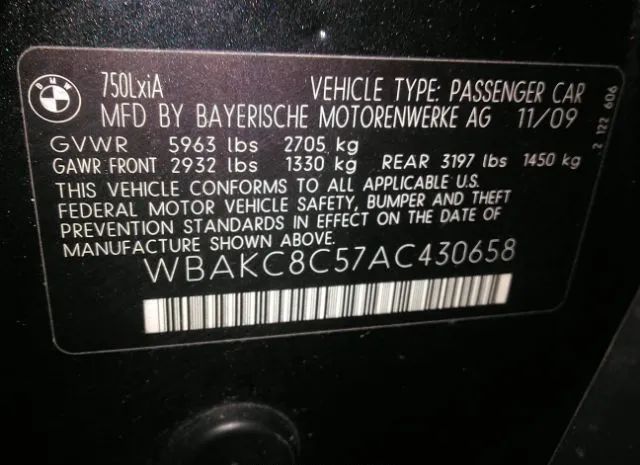 BMW
750LxiA VEHICLE TYPE: PASSENGER CAR
MFD BY BAYERISCHE MOTORENWERKE AG 11/09
GVWR 5963 lbs 2705 kg
GAWR FRONT 2932 lbs 1330 kg REAR 3197 lbs 1450 kg
THIS VEHICLE CONFORMS TO ALL APPLICABLE U.S.
FEDERAL MOTOR VEHICLE SAFETY, BUMPER AND THEFT
PREVENTION STANDARDS IN EFFECT ON THE DATE OF
MANUFACTURE SHOWN ABOVE.
WBAKC8C57AC430658
2 122 606